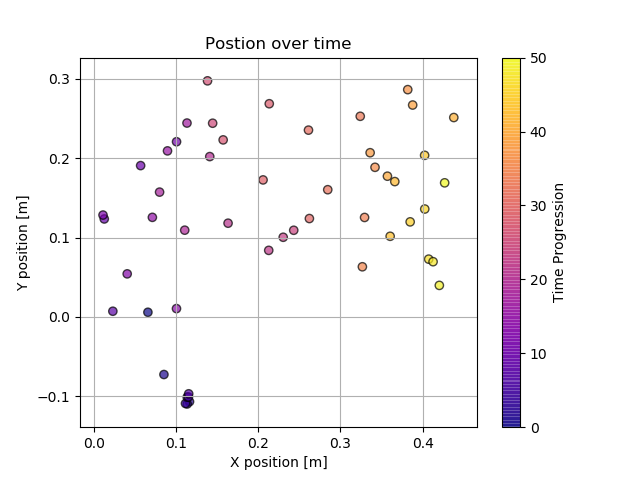 Postion over time
0.3
0.2
0.1
0.0
−0.1
Y position [m]
0.0 0.1 0.2 0.3 0.4
X position [m]
50
40
30
20
10
0
Time Progression